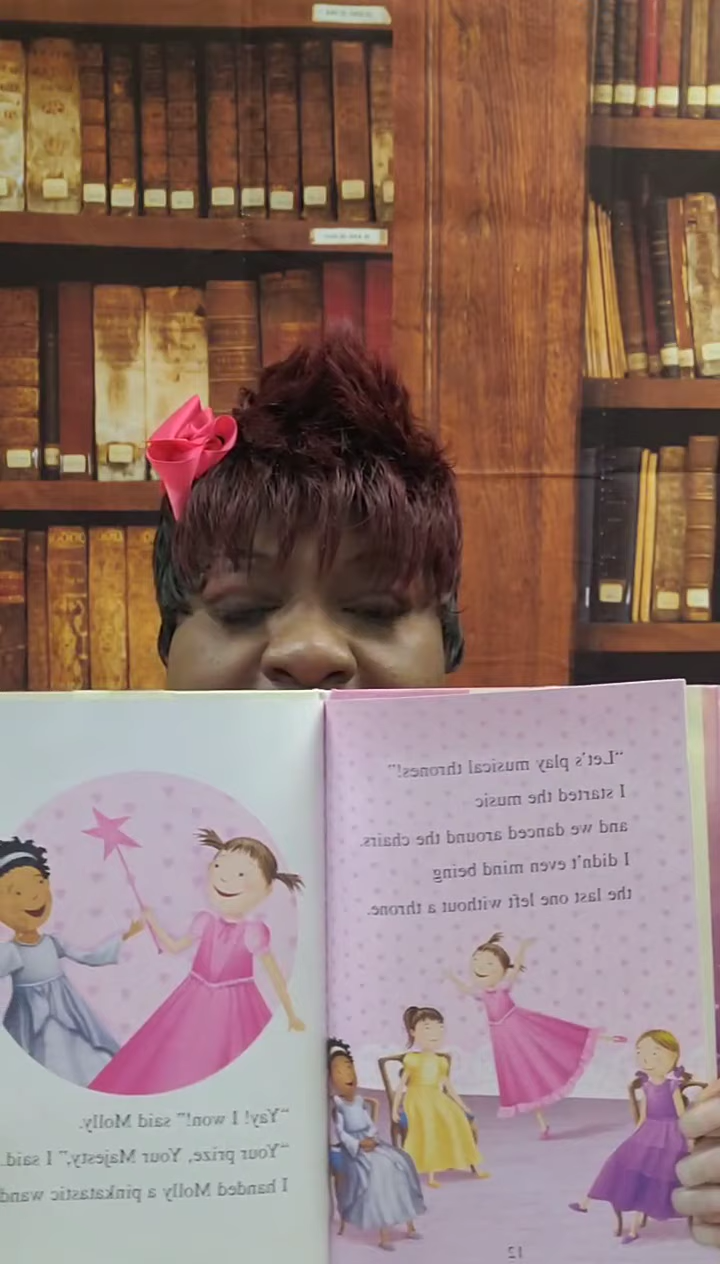 "Let's play musical thrones!"
I started the music
and we danced around the chairs.
I didn't even mind being
the last one left without a throne.
12
"Yay! I won!" said Molly.
"Your prize, Your Majesty," I said.
I handed Molly a pinkatastic wand